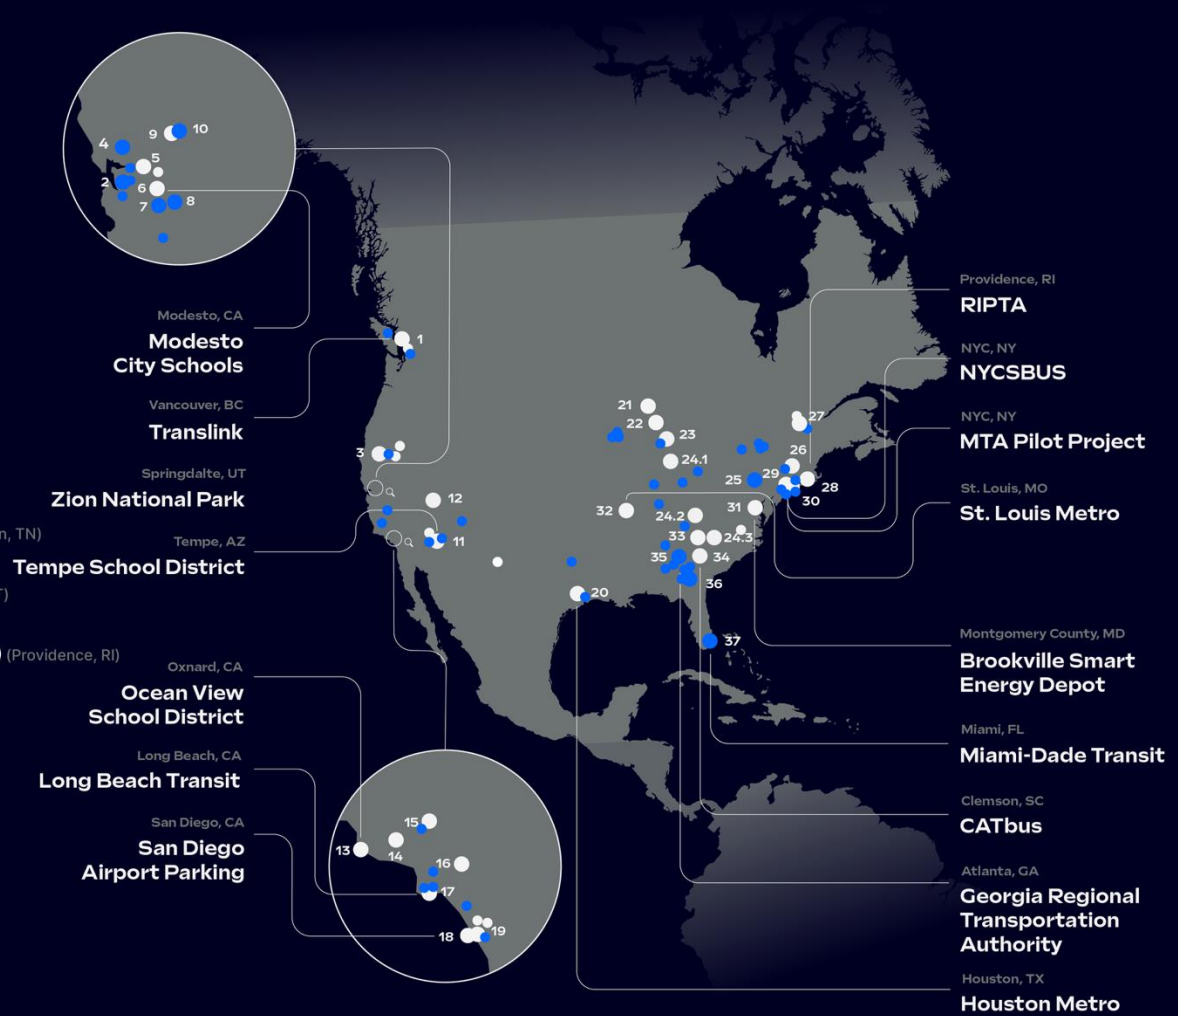 9
10
4
5
2
6
7
8
Modesto, CA
Modesto
City Schools
Vancouver, BC
Translink
Springdalte, UT
Zion National Park
n, TN)
Tempe, AZ
Tempe School District
T)
(Providence, RI)
Oxnard, CA
Ocean View
School District
Long Beach, CA
Long Beach Transit
San Diego, CA
San Diego
Airport Parking
1
3
12
11
21
22
23
24.1
27
26
25
29
28
30
32
31
24.2
33
24.3
35
34
36
20
37
15
13
14
16
17
18
19
Providence, RI
RIPTA
NYC, NY
NYCSBUS
NYC, NY
MTA Pilot Project
St. Louis, MO
St. Louis Metro
Montgomery County, MD
Brookville Smart
Energy Depot
Miami, FL
Miami-Dade Transit
Clemson, SC
CATbus
Atlanta, GA
Georgia Regional
Transportation
Authority
Houston, TX
Houston Metro